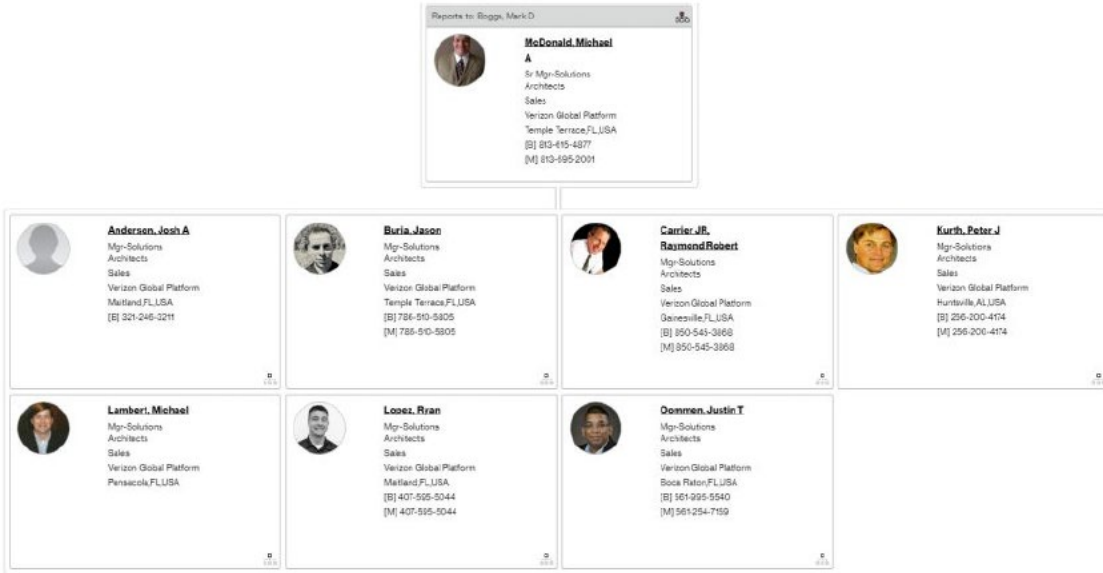 Reports to: Boggs, Mark D
McDonald, Michael
A
Sr Mgr-Solutions
Architects
Sales
Verizon Global Platform
Temple Terrace,FL,USA
[B] 813-615-4877
[M] 813-695-2001
Anderson, Josh A
Mgr-Solutions
Architects
Sales
Verizon Global Platform
Maitland,FL,USA
[B] 321-246-3211
Buria, Jason
Mgr-Solutions
Architects
Sales
Verizon Global Platform
Temple Terrace,FL,USA
[B] 786-510-5805
[M] 786-510-5805
Carrier JR,
Raymond Robert
Mgr-Solutions
Architects
Sales
Verizon Global Platform
Gainesville,FL,USA
[B] 850-545-3868
[M] 850-545-3868
Kurth, Peter J
Mgr-Solutions
Architects
Sales
Verizon Global Platform
Huntsville,AL,USA
[B] 256-200-4174
[M] 256-200-4174
Lambert, Michael
Mgr-Solutions
Architects
Sales
Verizon Global Platform
Pensacola,FL,USA
Lopez, Ryan
Mgr-Solutions
Architects
Sales
Verizon Global Platform
Maitland,FL,USA
[B] 407-595-5044
[M] 407-595-5044
Oommen, Justin T
Mgr-Solutions
Architects
Sales
Verizon Global Platform
Boca Raton,FL,USA
[B] 561-995-5540
[M] 561-254-7159